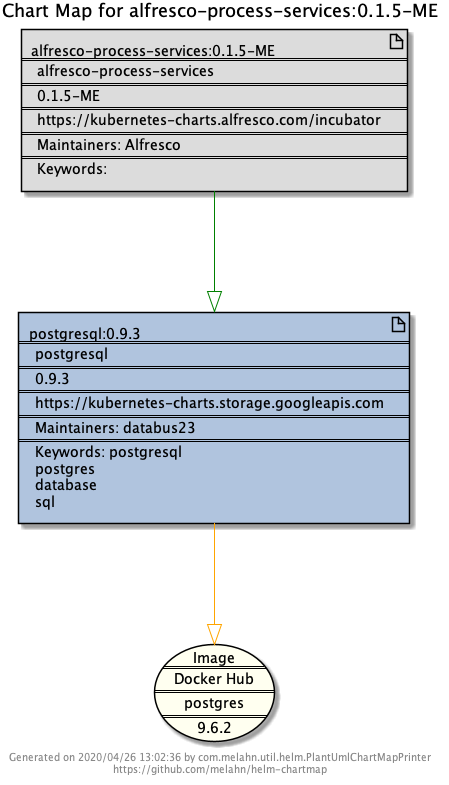 Chart Map for alfresco-process-services:0.1.5-ME
alfresco-process-services:0.1.5-ME
alfresco-process-services
0.1.5-ME
https://kubernetes-charts.alfresco.com/incubator
Maintainers: Alfresco
Keywords:
postgresql:0.9.3
postgresql
0.9.3
https://kubernetes-charts.storage.googleapis.com
Maintainers: databus23
Keywords: postgresql
postgres
database
sql
Image
Docker Hub
postgres
9.6.2
Generated on 2020/04/26 13:02:36 by com.melahn.util.helm.PlantUmlChartMapPrinter
https://github.com/melahn/helm-chartmap